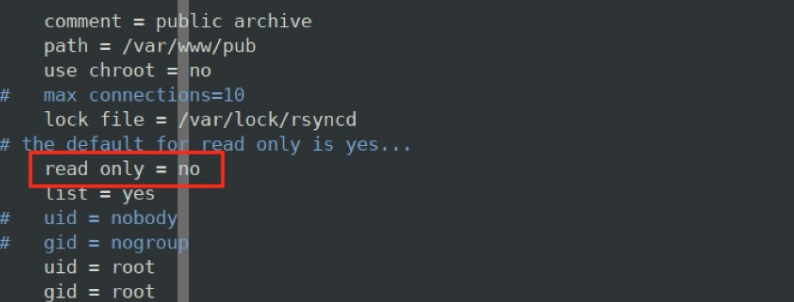 comment = public archive
path = /var/www/pub
use chroot = no
# max connections=10
lock file = /var/lock/rsyncd
# the default for read only is yes...
read only = no
list = yes
# uid = nobody
# gid = nogroup
uid = root
gid = root